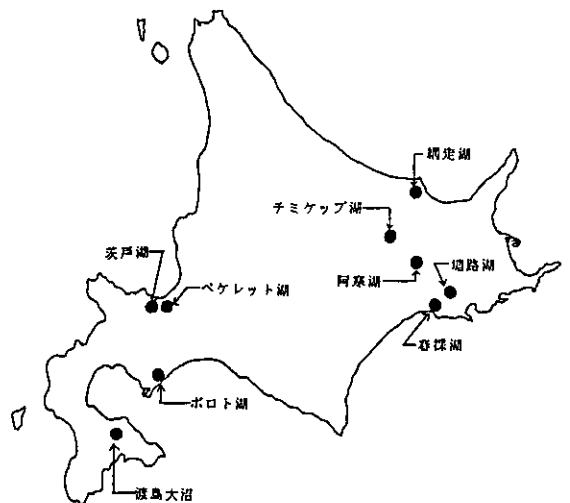 網走湖
チミケップ湖
茨戸湖
阿寒湖
塘路湖
ペケレット湖
春採湖
ポロト湖
渡島大沼